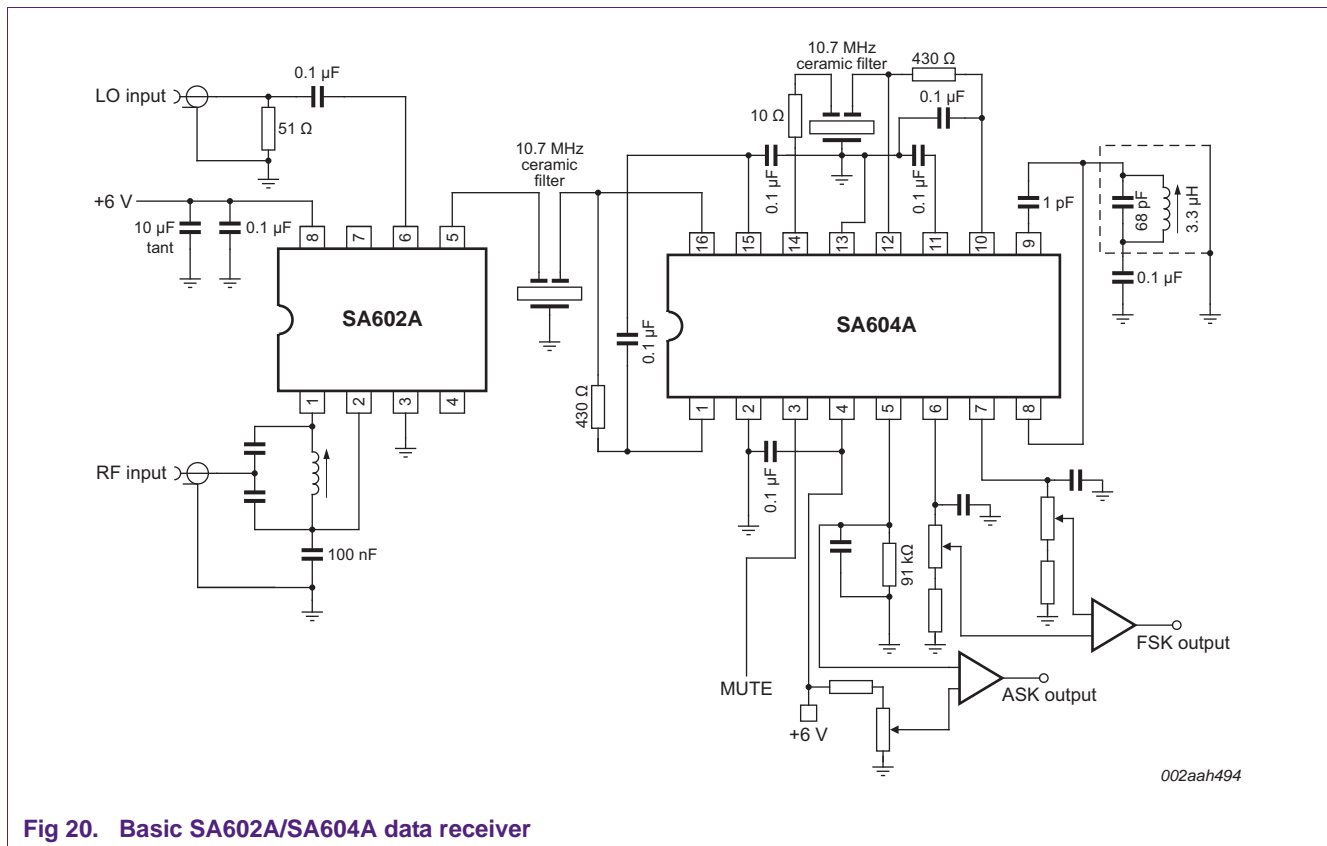 LO input
0.1 µF
51 Ω
+6 V
10 µF
tant
0.1 µF
8
7
6
5
SA602A
1
2
3
4
RF input
100 nF
10.7 MHz
ceramic
filter
430 Ω
0.1 µF
10.7 MHz
ceramic filter
430 Ω
10 Ω
0.1 µF
0.1 µF
0.1 µF
1 pF
68 pF
3.3 µH
0.1 µF
16
15
14
13
12
11
10
9
SA604A
1
2
3
4
5
6
7
8
0.1 µF
91 kΩ
MUTE
+6 V
ASK output
FSK output
002aah494
Fig 20. Basic SA602A/SA604A data receiver